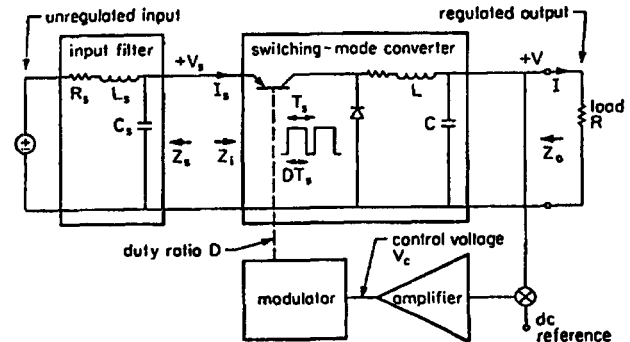 unregulated input
regulated output
input filter
switching-mode converter
+Vs
+V
Rs
Ls
Is
L
I
load
R
Cs
Ts
C
Zs
Zi
DTs
Zo
duty ratio D
control voltage
Vc
modulator
amplifier
dc
reference